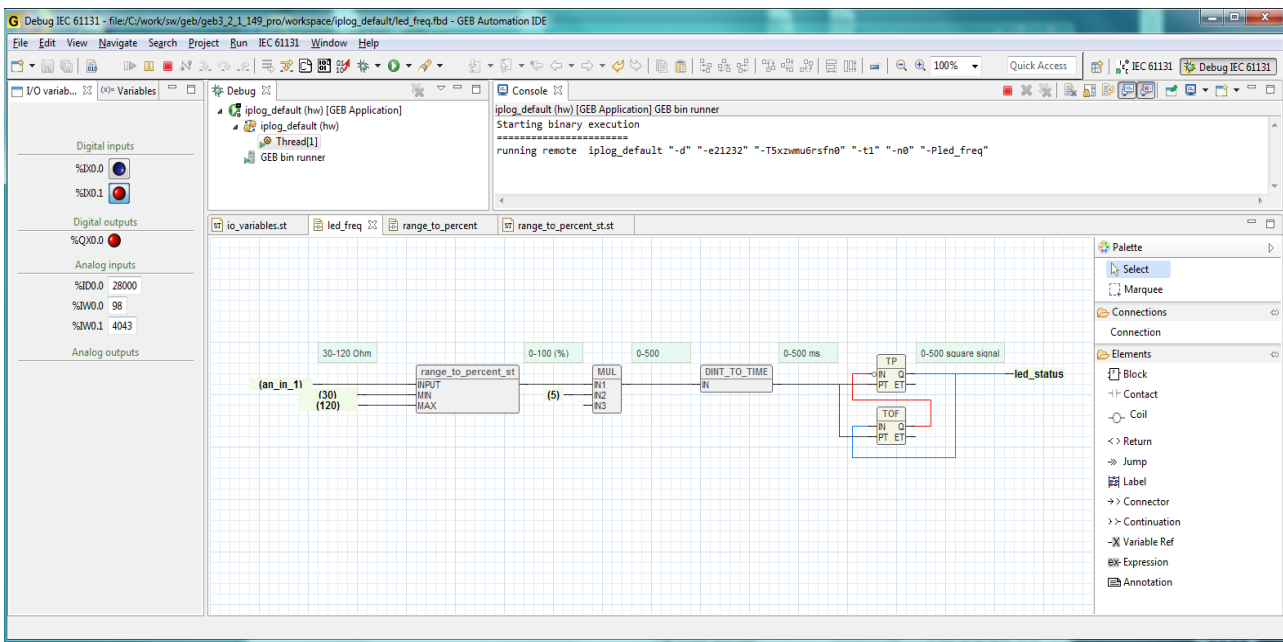 G Debug IEC 61131 - file:/C:/work/sw/geb/geb3_2_1_149_pro/workspace/iplog_default/led_freq.fbd - GEB Automation IDE
File Edit View Navigate Search Project Run IEC 61131 Window Help
100% Quick Access IEC 61131 Debug IEC 61131
I/O variab... (x)= Variables
Digital inputs
%IX0.0
%IX0.1
Digital outputs
%QX0.0
Analog inputs
%ID0.0 28000
%IW0.0 98
%IW0.1 4043
Analog outputs
Debug
iplog_default (hw) [GEB Application]
iplog_default (hw)
Thread[1]
GEB bin runner
Console
iplog_default (hw) [GEB Application] GEB bin runner
Starting binary execution
=======================
running remote iplog_default "-d" "-e21232" "-T5xzwmu6rsfn0" "-t1" "-n0" "-Pled_freq"
ST io_variables.st led_freq range_to_percent ST range_to_percent_st.st
30-120 Ohm 0-100 (%) 0-500 0-500 ms 0-500 square signal
(an_in_1)
(30)
(120)
range_to_percent_st
INPUT
MIN
MAX
(5)
MUL
IN1
IN2
IN3
DINT_TO_TIME
IN
TP
IN Q
PT ET
led_status
TOF
IN Q
PT ET
Palette
Select
Marquee
Connections
Connection
Elements
Block
Contact
Coil
Return
Jump
Label
Connector
Continuation
Variable Ref
Expression
Annotation